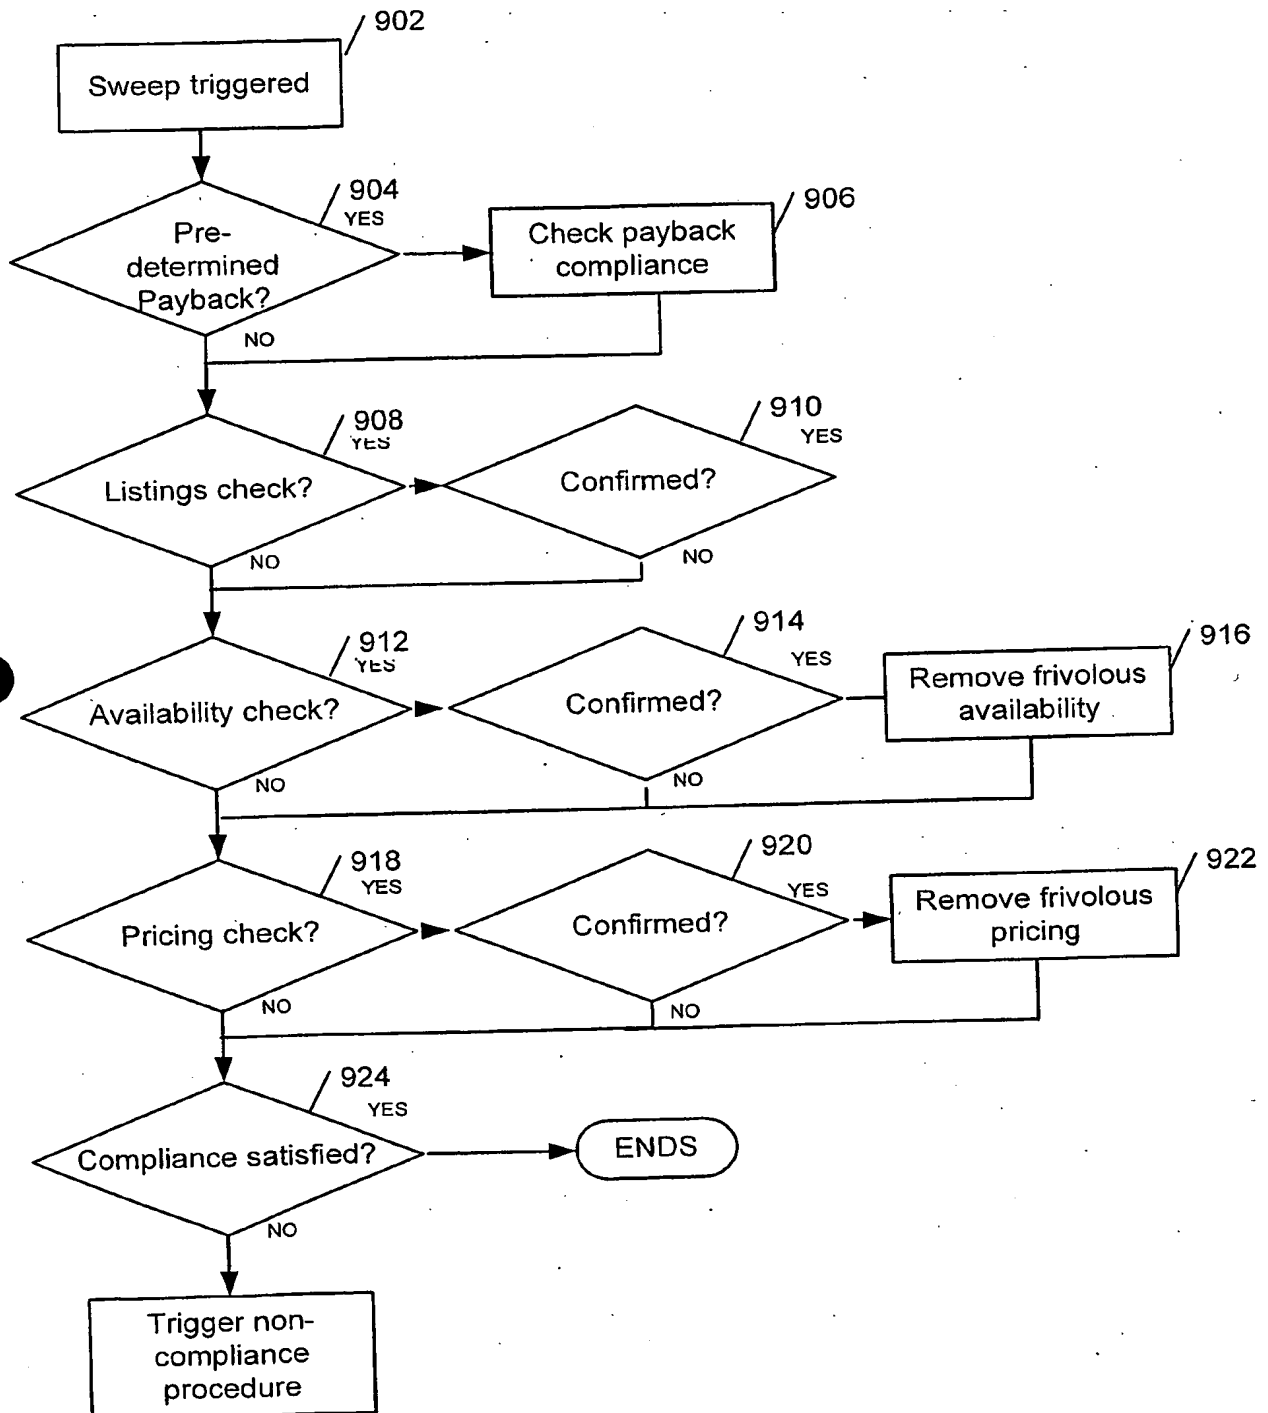 902
Sweep triggered
904
YES
Pre-
determined
Payback?
NO
906
Check payback
compliance
908
YES
Listings check?
NO
910
YES
Confirmed?
NO
912
YES
Availability check?
NO
914
YES
Confirmed?
NO
916
Remove frivolous
availability
918
YES
Pricing check?
NO
920
YES
Confirmed?
NO
922
Remove frivolous
pricing
924
YES
Compliance satisfied?
NO
ENDS
Trigger non-
compliance
procedure